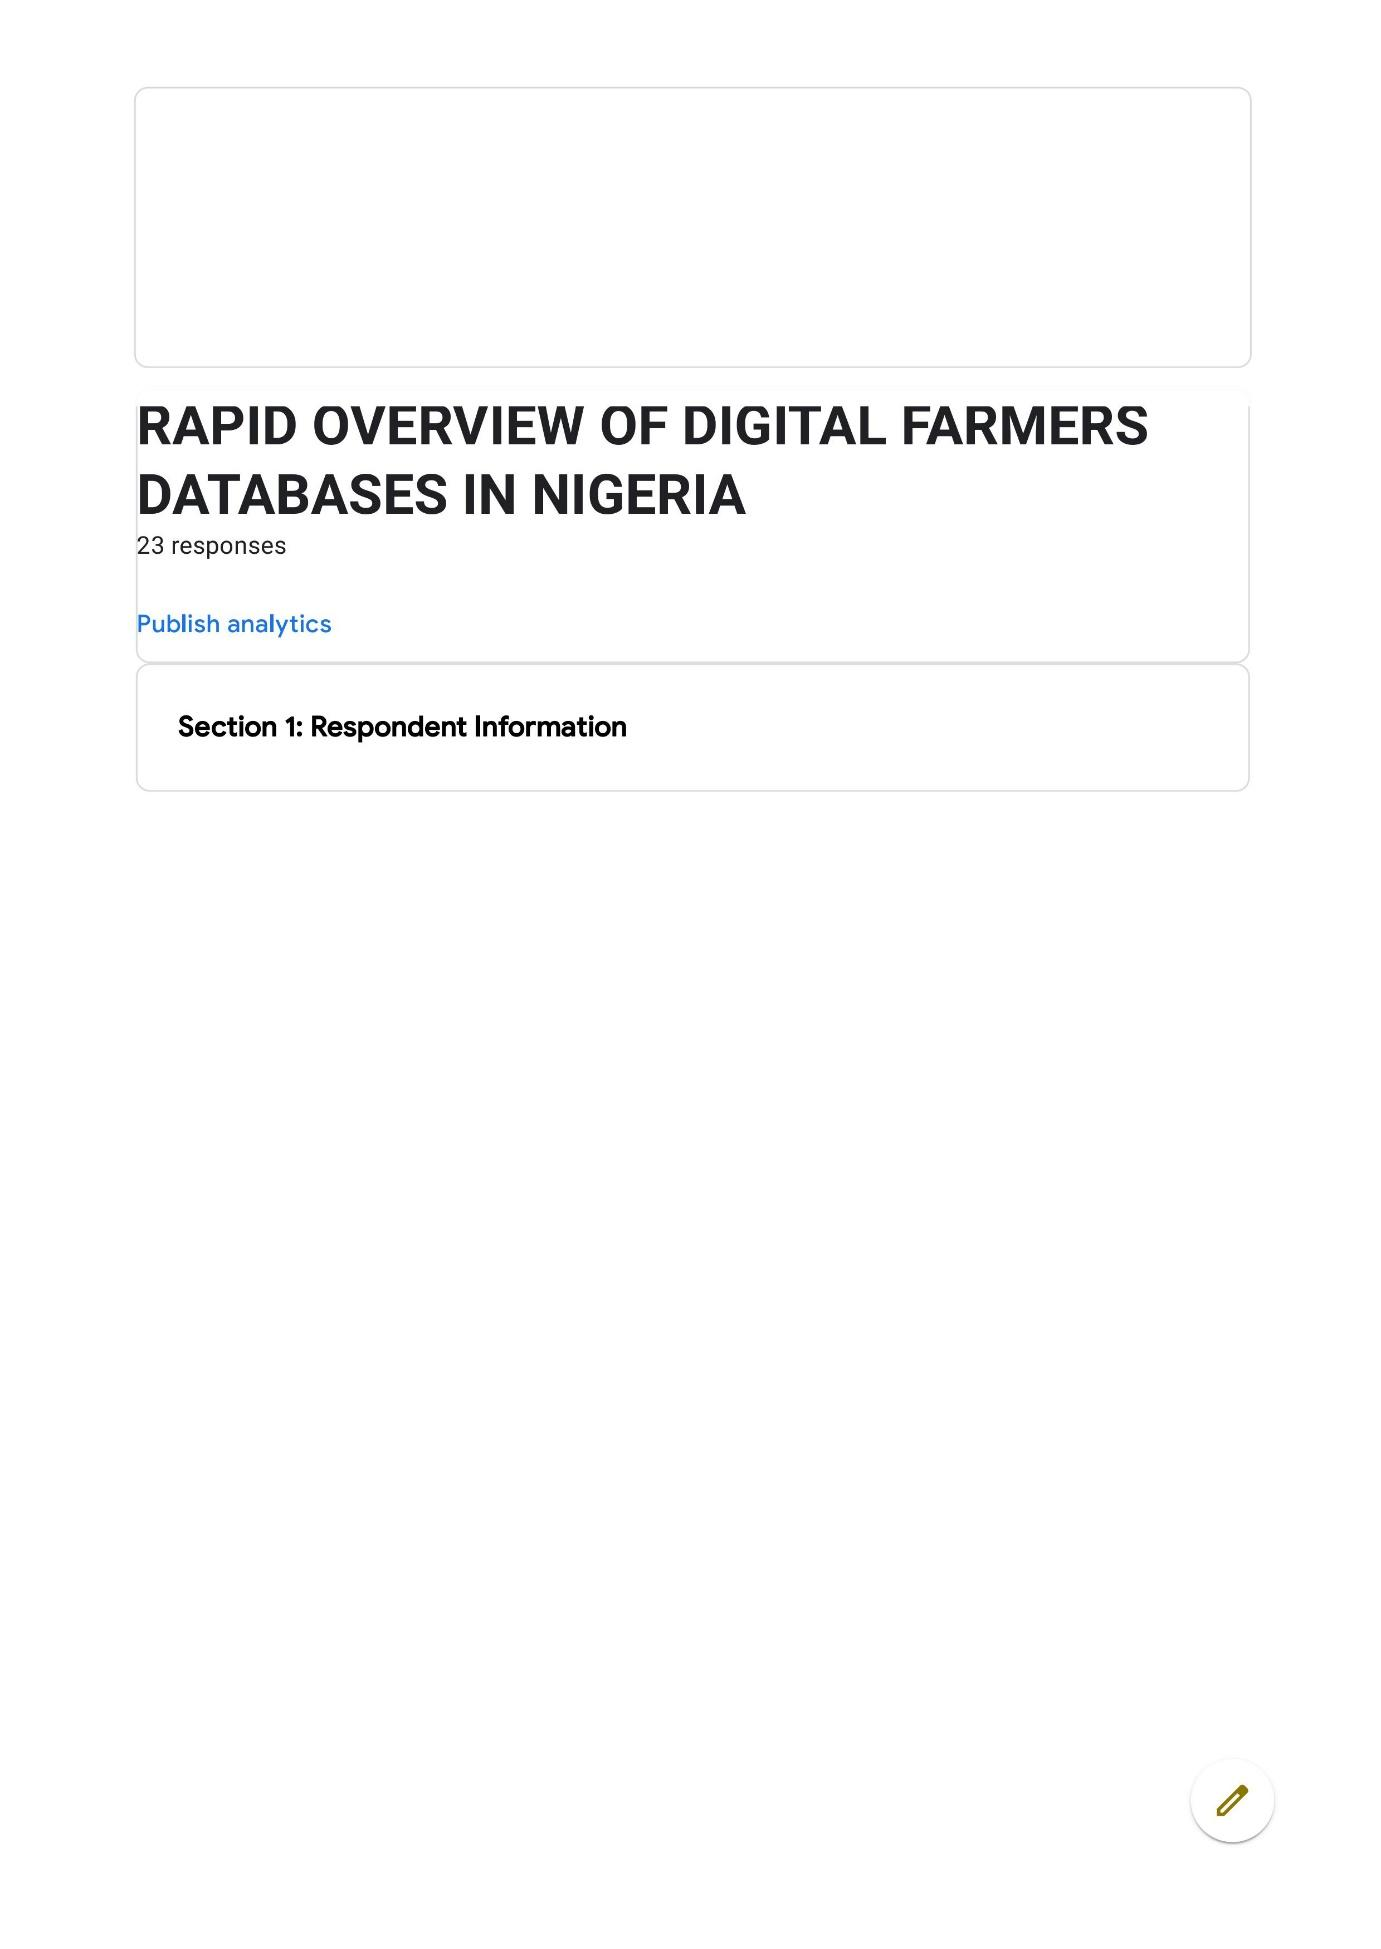 RAPID OVERVIEW OF DIGITAL FARMERS
DATABASES IN NIGERIA
23 responses
Publish analytics
Section 1: Respondent Information